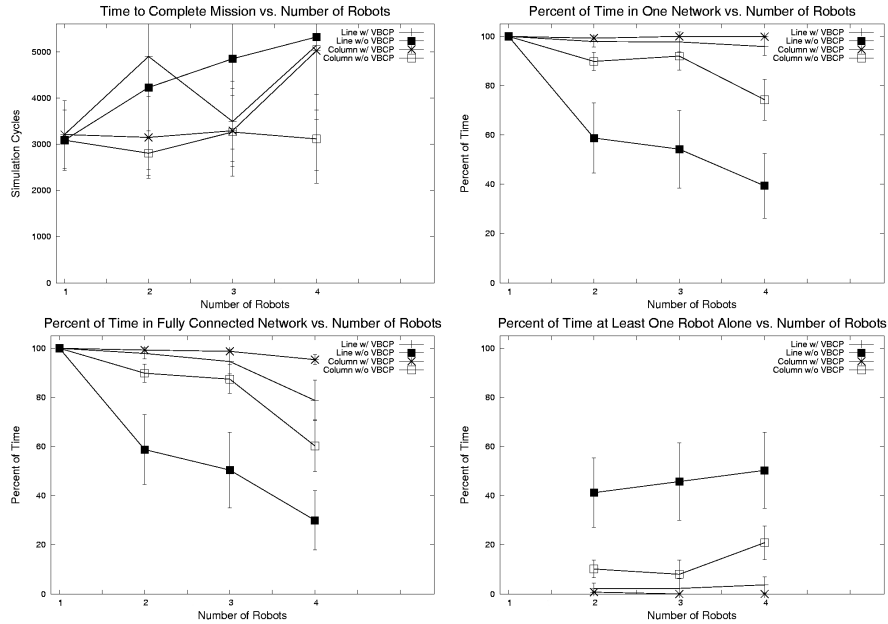 Time to Complete Mission vs. Number of Robots
Line w/ VBCP
Line w/o VBCP
Column w/ VBCP
Column w/o VBCP
5000
4000
3000
2000
1000
0
Simulation Cycles
1 2 3 4
Number of Robots
Percent of Time in One Network vs. Number of Robots
Line w/ VBCP
Line w/o VBCP
Column w/ VBCP
Column w/o VBCP
100
80
60
40
20
0
Percent of Time
1 2 3 4
Number of Robots
Percent of Time in Fully Connected Network vs. Number of Robots
Line w/ VBCP
Line w/o VBCP
Column w/ VBCP
Column w/o VBCP
100
80
60
40
20
0
Percent of Time
1 2 3 4
Number of Robots
Percent of Time at Least One Robot Alone vs. Number of Robots
Line w/ VBCP
Line w/o VBCP
Column w/ VBCP
Column w/o VBCP
100
80
60
40
20
0
Percent of Time
1 2 3 4
Number of Robots